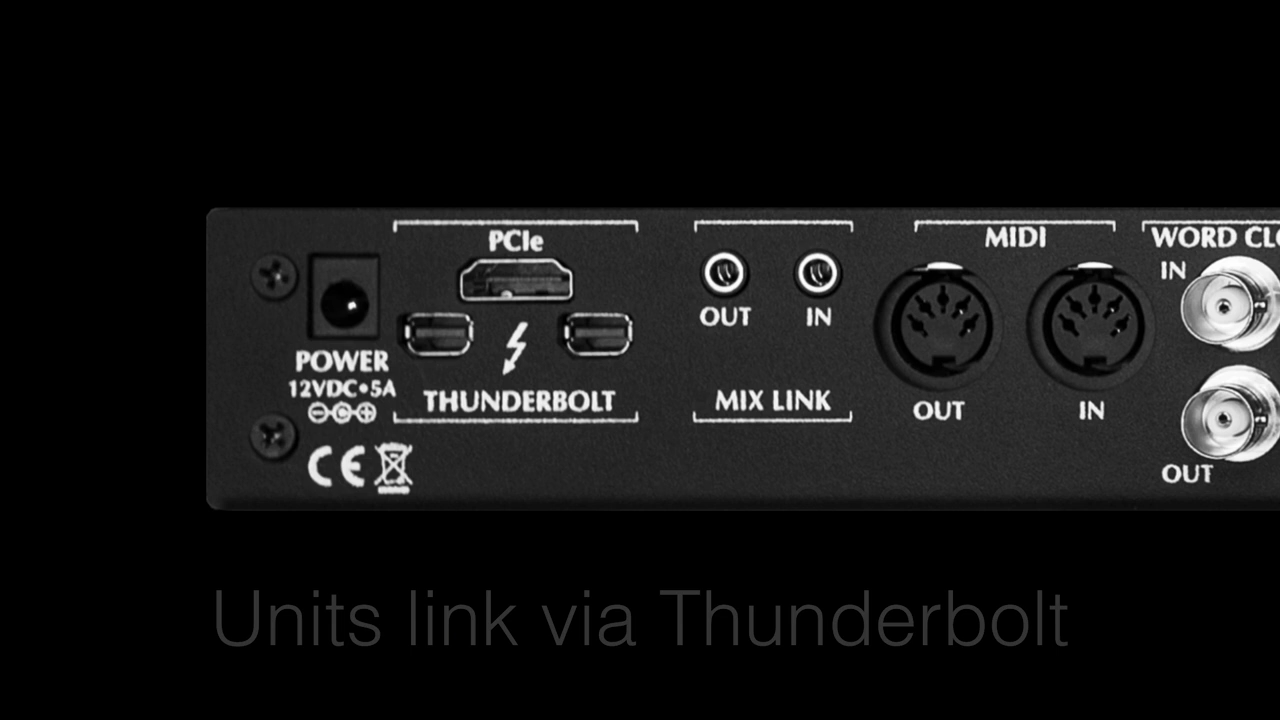 PCIe
POWER
12VDC•5A
THUNDERBOLT
OUT IN
MIX LINK
MIDI
OUT IN
WORD
IN
OUT
CE
Units link via Thunderbolt